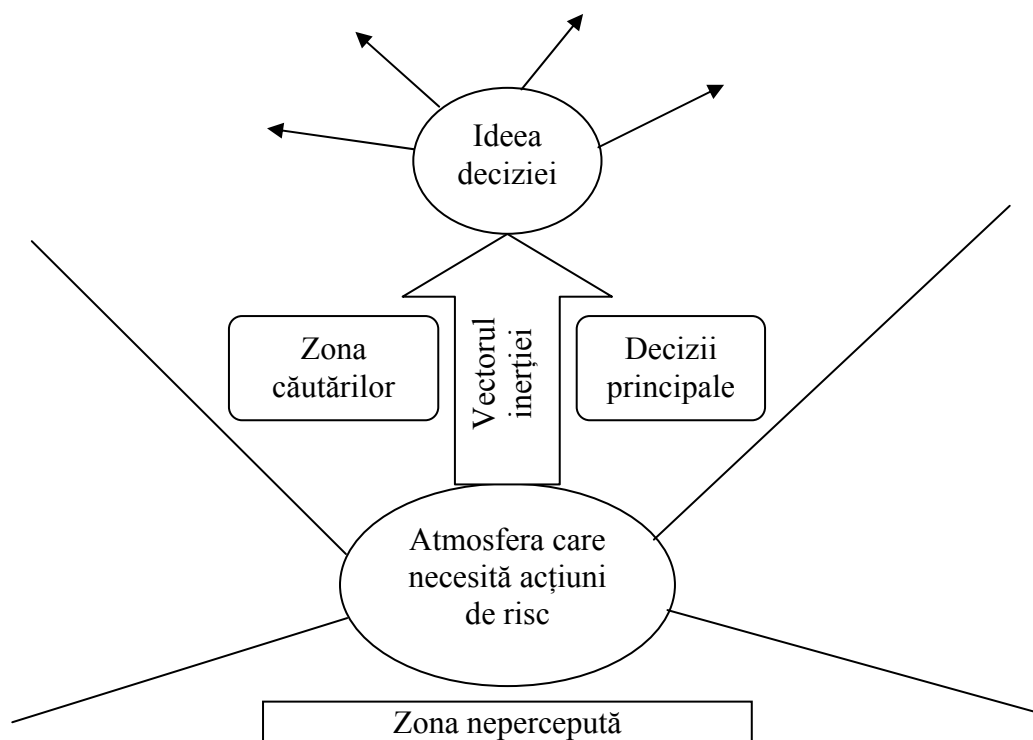 Ideea
deciziei
Zona
căutărilor
Vectorul
inerției
Decizii
principale
Atmosfera care
necesită acțiuni
de risc
Zona nepercepută